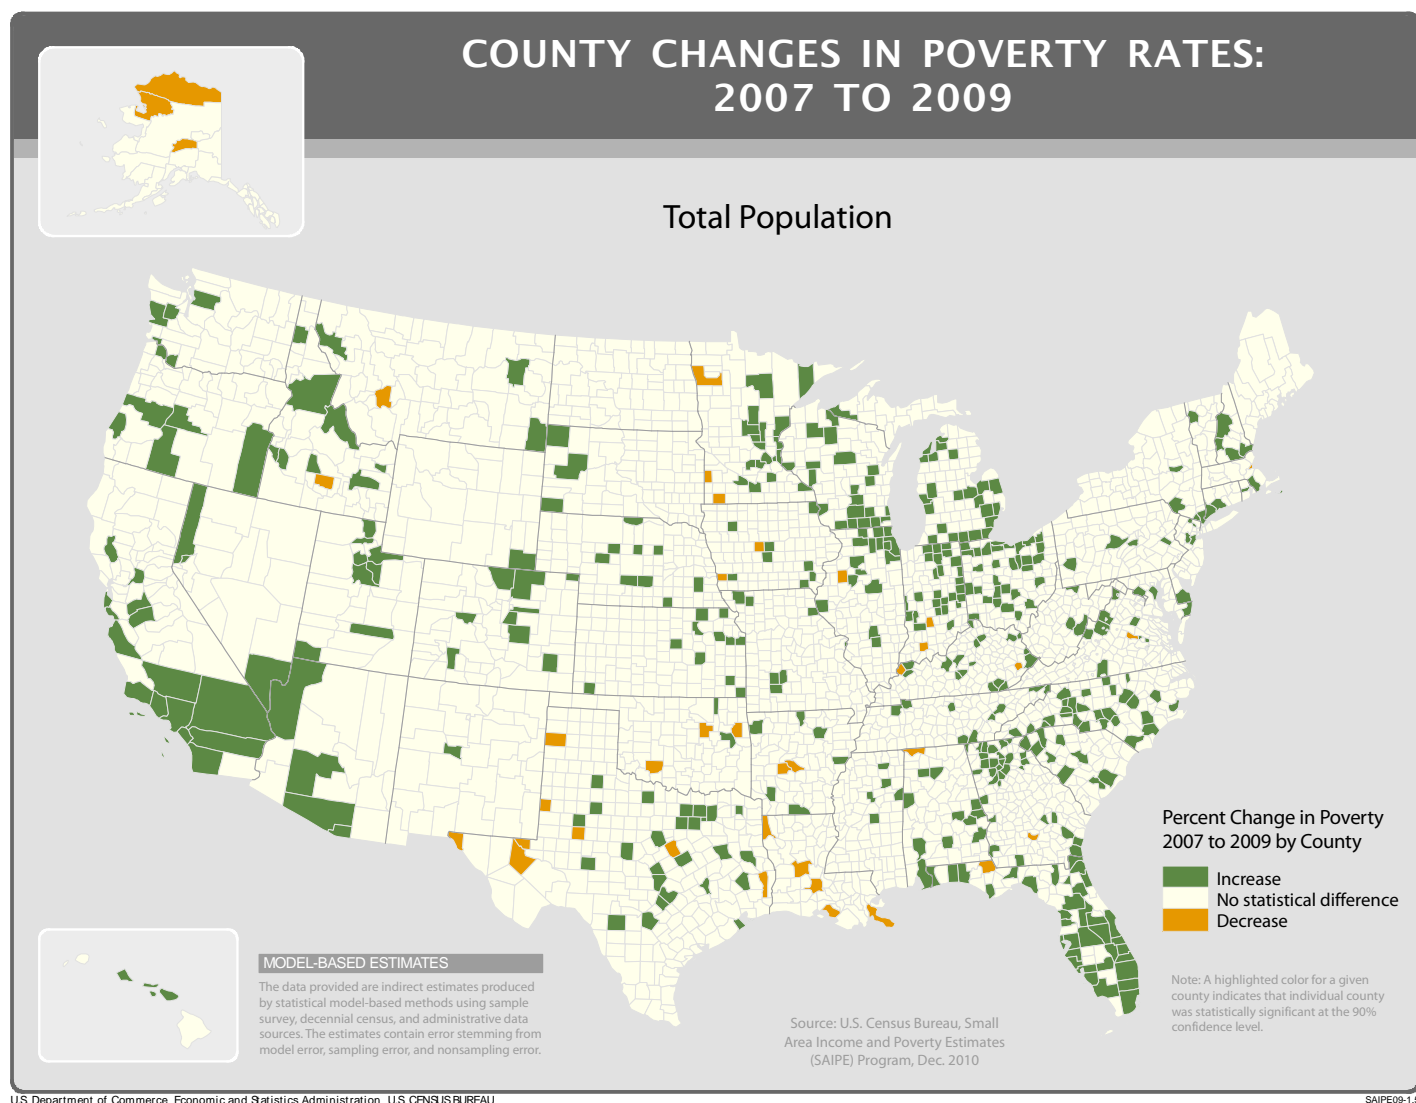 COUNTY CHANGES IN POVERTY RATES:
2007 TO 2009
Total Population
Percent Change in Poverty
2007 to 2009 by County
Increase
No statistical difference
Decrease
MODEL-BASED ESTIMATES
The data provided are indirect estimates produced
by statistical model-based methods using sample
survey, decennial census, and administrative data
sources. The estimates contain error stemming from
model error, sampling error, and nonsampling error.
Source: U.S. Census Bureau, Small
Area Income and Poverty Estimates
(SAIPE) Program, Dec. 2010
Note: A highlighted color for a given
county indicates that individual county
was statistically significant at the 90%
confidence level.
U.S. Department of Commerce Economic and Statistics Administration U.S. CENSUS BUREAU
SAIPE09-1.5